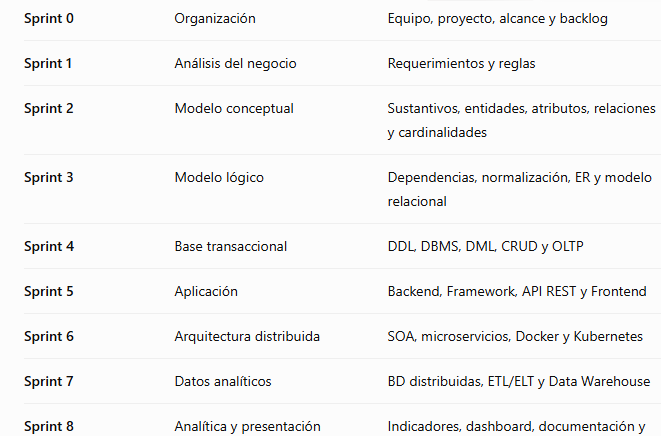 Sprint 0 Organización Equipo, proyecto, alcance y backlog
Sprint 1 Análisis del negocio Requerimientos y reglas
Sprint 2 Modelo conceptual Sustantivos, entidades, atributos, relaciones
y cardinalidades
Sprint 3 Modelo lógico Dependencias, normalización, ER y modelo
relacional
Sprint 4 Base transaccional DDL, DBMS, DML, CRUD y OLTP
Sprint 5 Aplicación Backend, Framework, API REST y Frontend
Sprint 6 Arquitectura distribuida SOA, microservicios, Docker y Kubernetes
Sprint 7 Datos analíticos BD distribuidas, ETL/ELT y Data Warehouse
Sprint 8 Analítica y presentación Indicadores, dashboard, documentación y